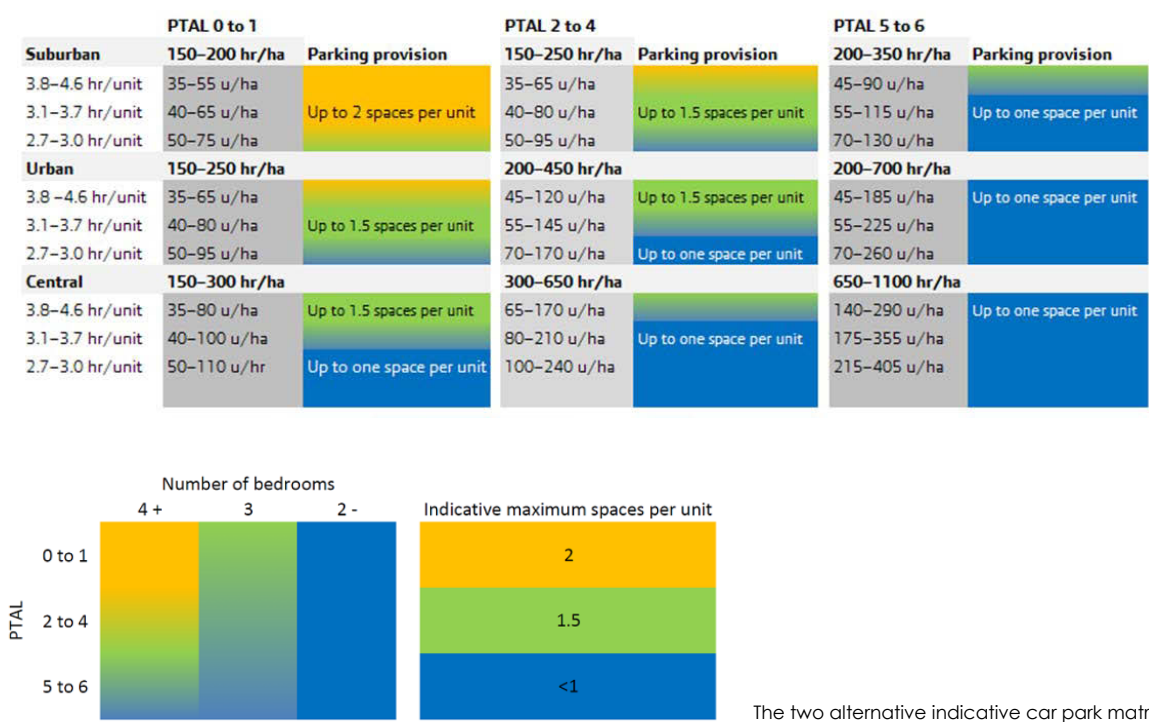 PTAL 0 to 1 PTAL 2 to 4 PTAL 5 to 6
Suburban 150–200 hr/ha Parking provision 150–250 hr/ha Parking provision 200–350 hr/ha Parking provision
3.8–4.6 hr/unit 35–55 u/ha 35–65 u/ha 45–90 u/ha
3.1–3.7 hr/unit 40–65 u/ha Up to 2 spaces per unit 40–80 u/ha Up to 1.5 spaces per unit 55–115 u/ha Up to one space per unit
2.7–3.0 hr/unit 50–75 u/ha 50–95 u/ha 70–130 u/ha
Urban 150–250 hr/ha 200–450 hr/ha 200–700 hr/ha
3.8 –4.6 hr/unit 35–65 u/ha 45–120 u/ha Up to 1.5 spaces per unit 45–185 u/ha Up to one space per unit
3.1–3.7 hr/unit 40–80 u/ha Up to 1.5 spaces per unit 55–145 u/ha 55–225 u/ha
2.7–3.0 hr/unit 50–95 u/ha 70–170 u/ha Up to one space per unit 70–260 u/ha
Central 150–300 hr/ha 300–650 hr/ha 650–1100 hr/ha
3.8–4.6 hr/unit 35–80 u/ha Up to 1.5 spaces per unit 65–170 u/ha 140–290 u/ha Up to one space per unit
3.1–3.7 hr/unit 40–100 u/ha 80–210 u/ha Up to one space per unit 175–355 u/ha
2.7–3.0 hr/unit 50–110 u/hr Up to one space per unit 100–240 u/ha 215–405 u/ha
Number of bedrooms
4 + 3 2 - Indicative maximum spaces per unit
0 to 1 2
PTAL
2 to 4 1.5
5 to 6 <1
The two alternative indicative car park matr